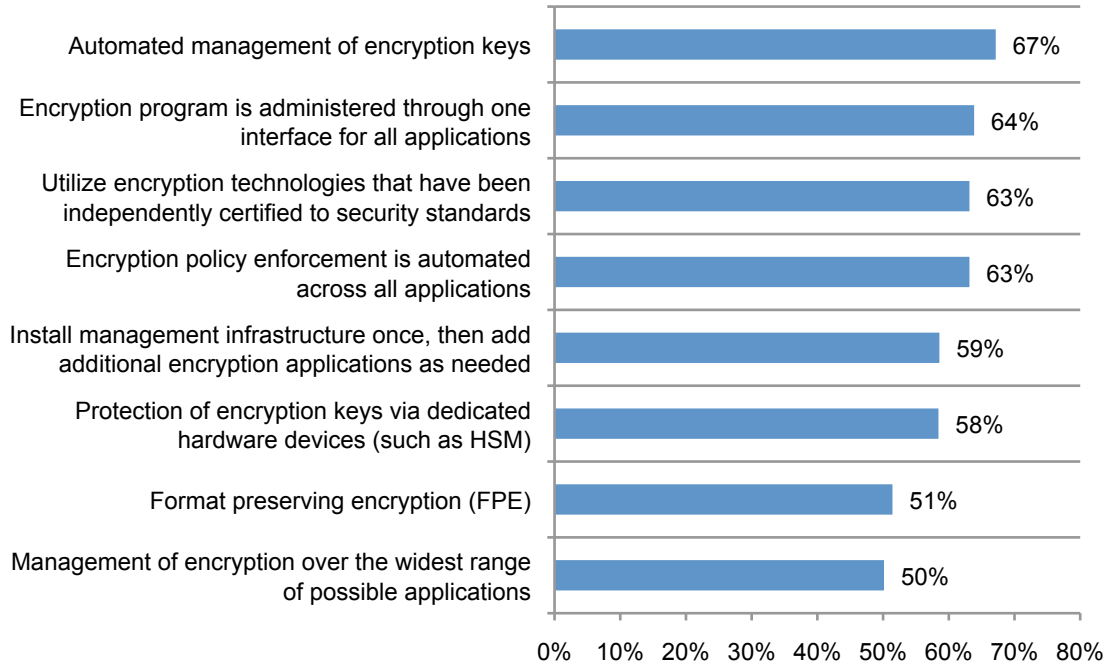 Automated management of encryption keys
67%
Encryption program is administered through one
interface for all applications
64%
Utilize encryption technologies that have been
independently certified to security standards
63%
Encryption policy enforcement is automated
across all applications
63%
Install management infrastructure once, then add
additional encryption applications as needed
59%
Protection of encryption keys via dedicated
hardware devices (such as HSM)
58%
Format preserving encryption (FPE)
51%
Management of encryption over the widest range
of possible applications
50%
0% 10% 20% 30% 40% 50% 60% 70% 80%